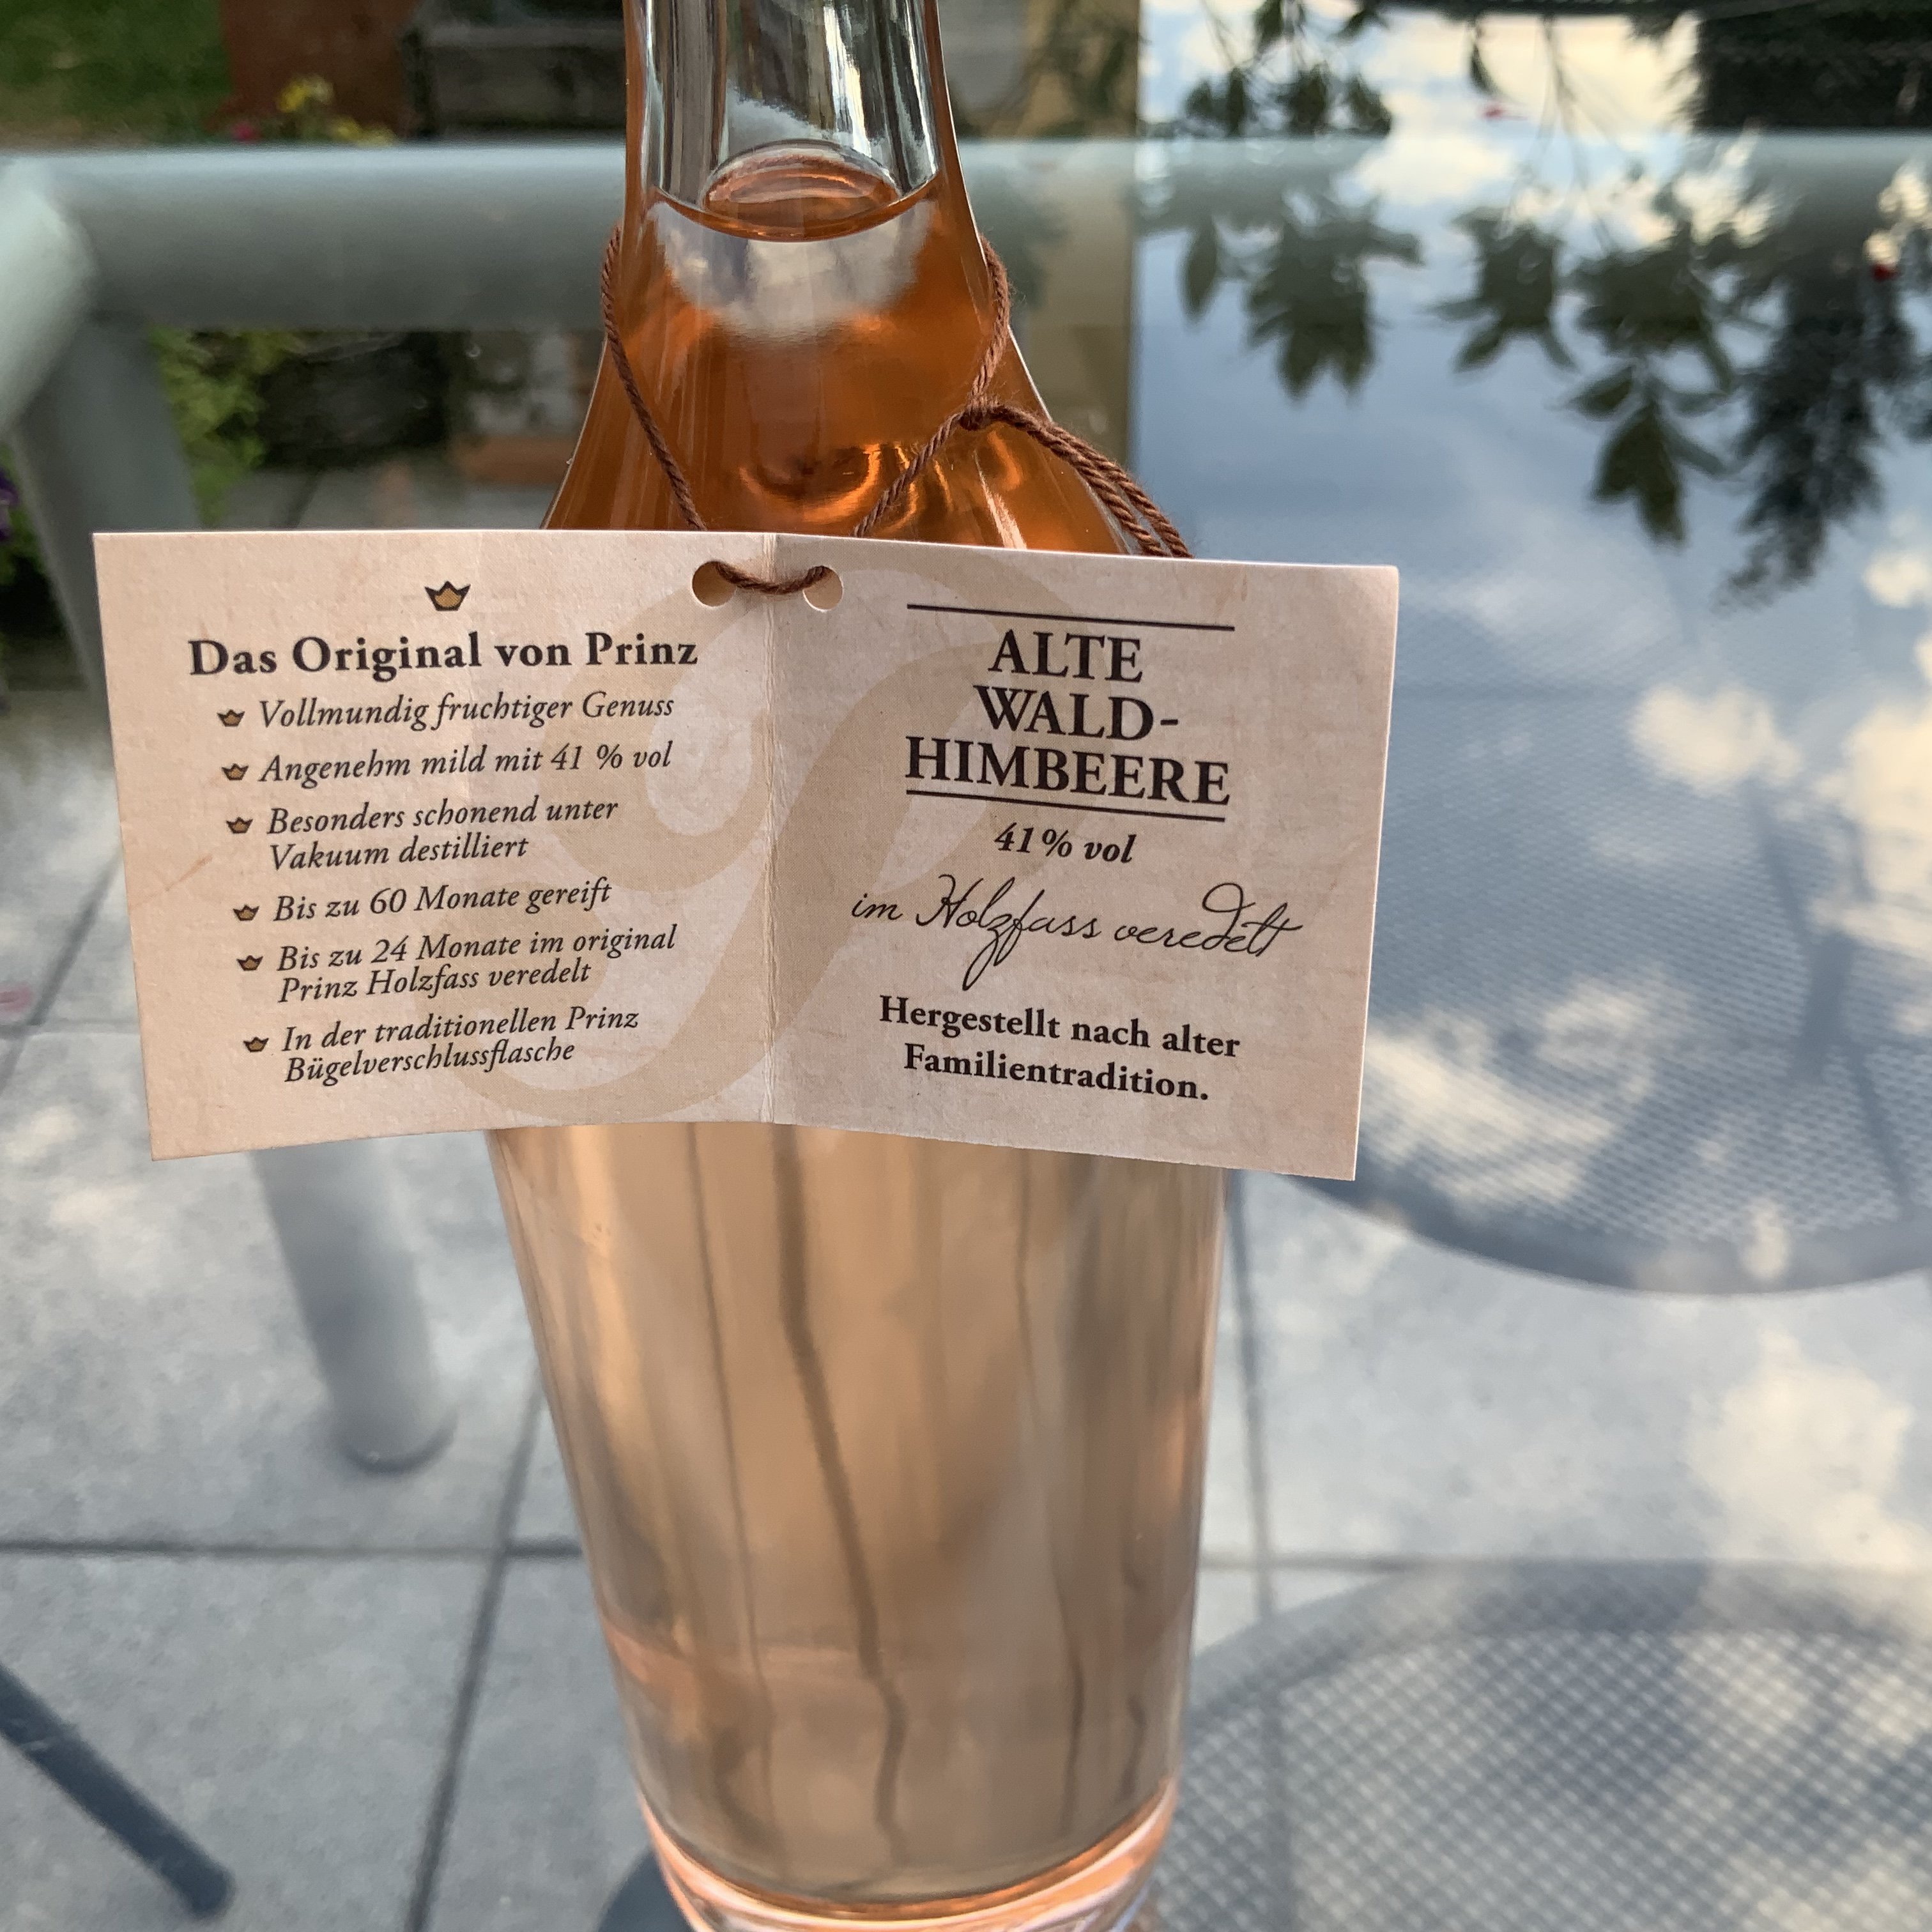 Das Original von Prinz
Vollmundig fruchtiger Genuss
Angenehm mild mit 41 % vol
Besonders schonend unter
Vakuum destilliert
Bis zu 60 Monate gereift
Bis zu 24 Monate im original
Prinz Holzfass veredelt
In der traditionellen Prinz
Bügelverschlussflasche
ALTE
WALD-
HIMBEERE
41% vol
im Holzfass veredelt
Hergestellt nach alter
Familientradition.